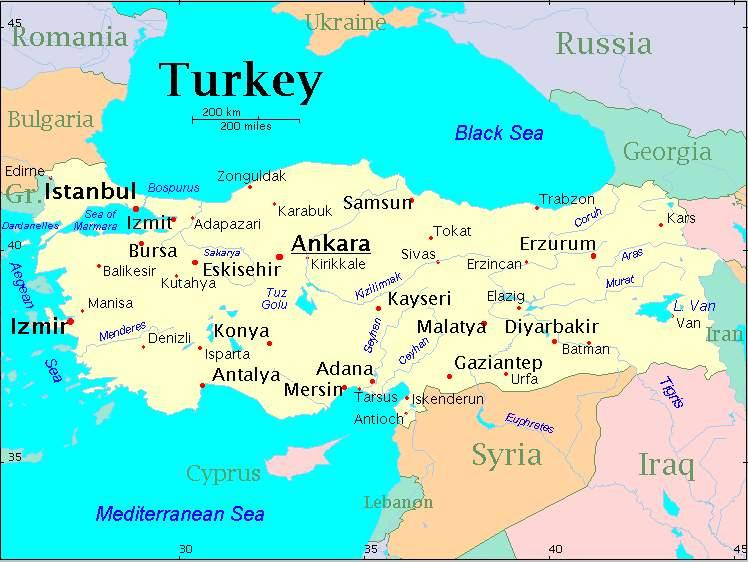 45
Romania
Ukraine
Russia
Turkey
200 km
200 miles
Bulgaria
Black Sea
Georgia
Edirne
Gr.
Istanbul
Bospurus
Zonguldak
Samsun
Trabzon
Coruh
Kars
Dardanelles
Sea of
Marmara
Izmit
Adapazari
Karabuk
Tokat
40
Bursa
Sakarya
Ankara
Sivas
Erzurum
Aras
Balikesir
Eskisehir
Kirikkale
Erzincan
Kutahya
Tuz
Golu
Kizilirmak
Murat
Aegean
Sea
Manisa
Kayseri
Elazig
L. Van
Izmir
Menderes
Konya
Seyhen
Malatya
Diyarbakir
Van
Iran
Denizli
Isparta
Ceyhan
Batman
Antalya
Adana
Gaziantep
Urfa
Mersin
Tarsus
Iskenderun
Antioch
Euphretes
Tigris
35
Cyprus
Syria
Iraq
Lebanon
Mediterranean Sea
30
35
40
45